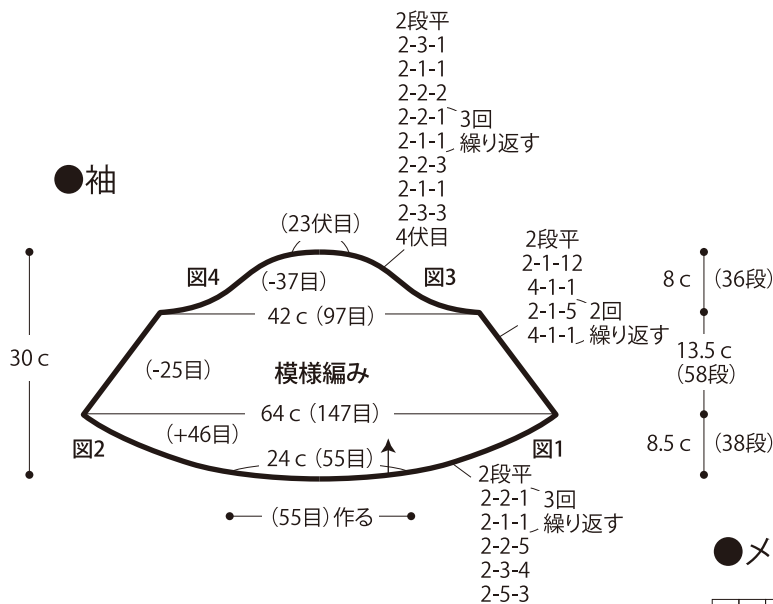 ●袖
2段平
2-3-1
2-1-1
2-2-2
2-2-1
2-1-1
3回
繰り返す
2-2-3
2-1-1
2-3-3
4伏目
(23伏目)
図4
(-37目)
図3
42c (97目)
2段平
2-1-12
4-1-1
2-1-5
4-1-1
2回
繰り返す
8c (36段)
30c
(-25目)
模様編み
13.5c
(58段)
64c (147目)
図2
(+46目)
24c (55目)
図1
8.5c (38段)
(55目)作る
2段平
2-2-1
2-1-1
3回
繰り返す
2-2-5
2-3-4
2-5-3
●メ